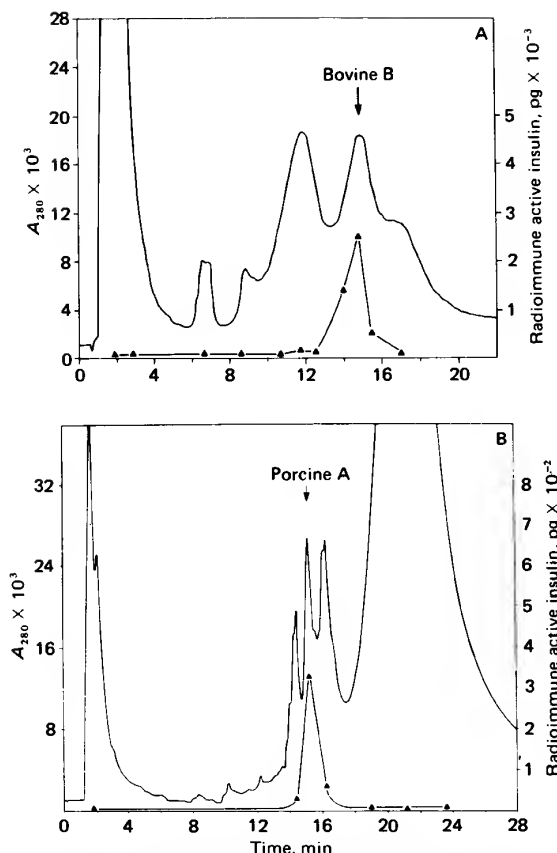 A
Bovine B
A280 × 10³
Radioimmune active insulin, pg × 10⁻³
28
24
20
16
12
8
4
0
5
4
3
2
1
0 4 8 12 16 20
B
Porcine A
A280 × 10³
Radioimmune active insulin, pg × 10⁻²
32
24
16
8
8
7
6
5
4
3
2
1
0 4 8 12 16 20 24 28
Time, min